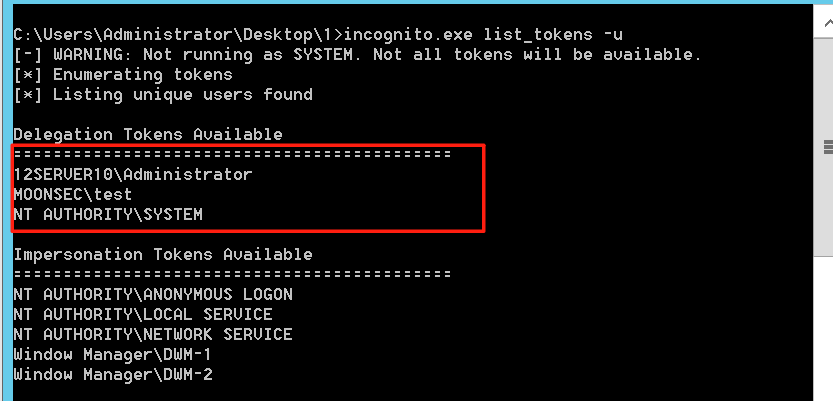 C:\Users\Administrator\Desktop\1>incognito.exe list_tokens -u
[-] WARNING: Not running as SYSTEM. Not all tokens will be available.
[*] Enumerating tokens
[*] Listing unique users found
Delegation Tokens Available
============================================
12SERVER10\Administrator
MOONSEC\test
NT AUTHORITY\SYSTEM
Impersonation Tokens Available
============================================
NT AUTHORITY\ANONYMOUS LOGON
NT AUTHORITY\LOCAL SERVICE
NT AUTHORITY\NETWORK SERVICE
Window Manager\DWM-1
Window Manager\DWM-2